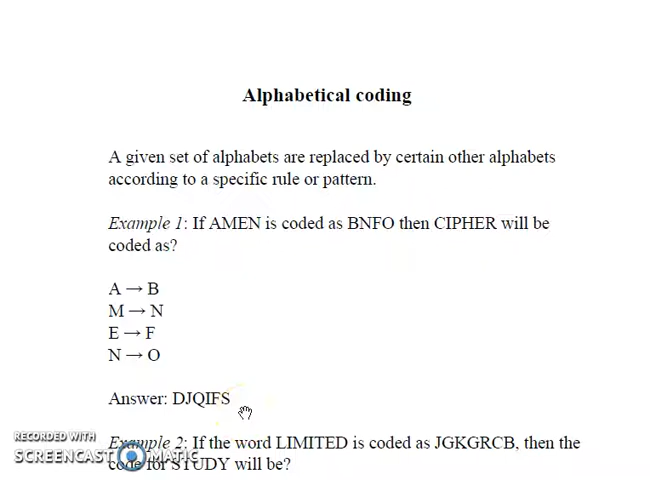 Alphabetical coding
A given set of alphabets are replaced by certain other alphabets
according to a specific rule or pattern.
Example 1: If AMEN is coded as BNFO then CIPHER will be
coded as?
A → B
M → N
E → F
N → O
Answer: DJQIFS
Example 2: If the word LIMITED is coded as JGKGRCB, then the
code for STUDY will be?
RECORDED WITH
SCREENCAST MATIC